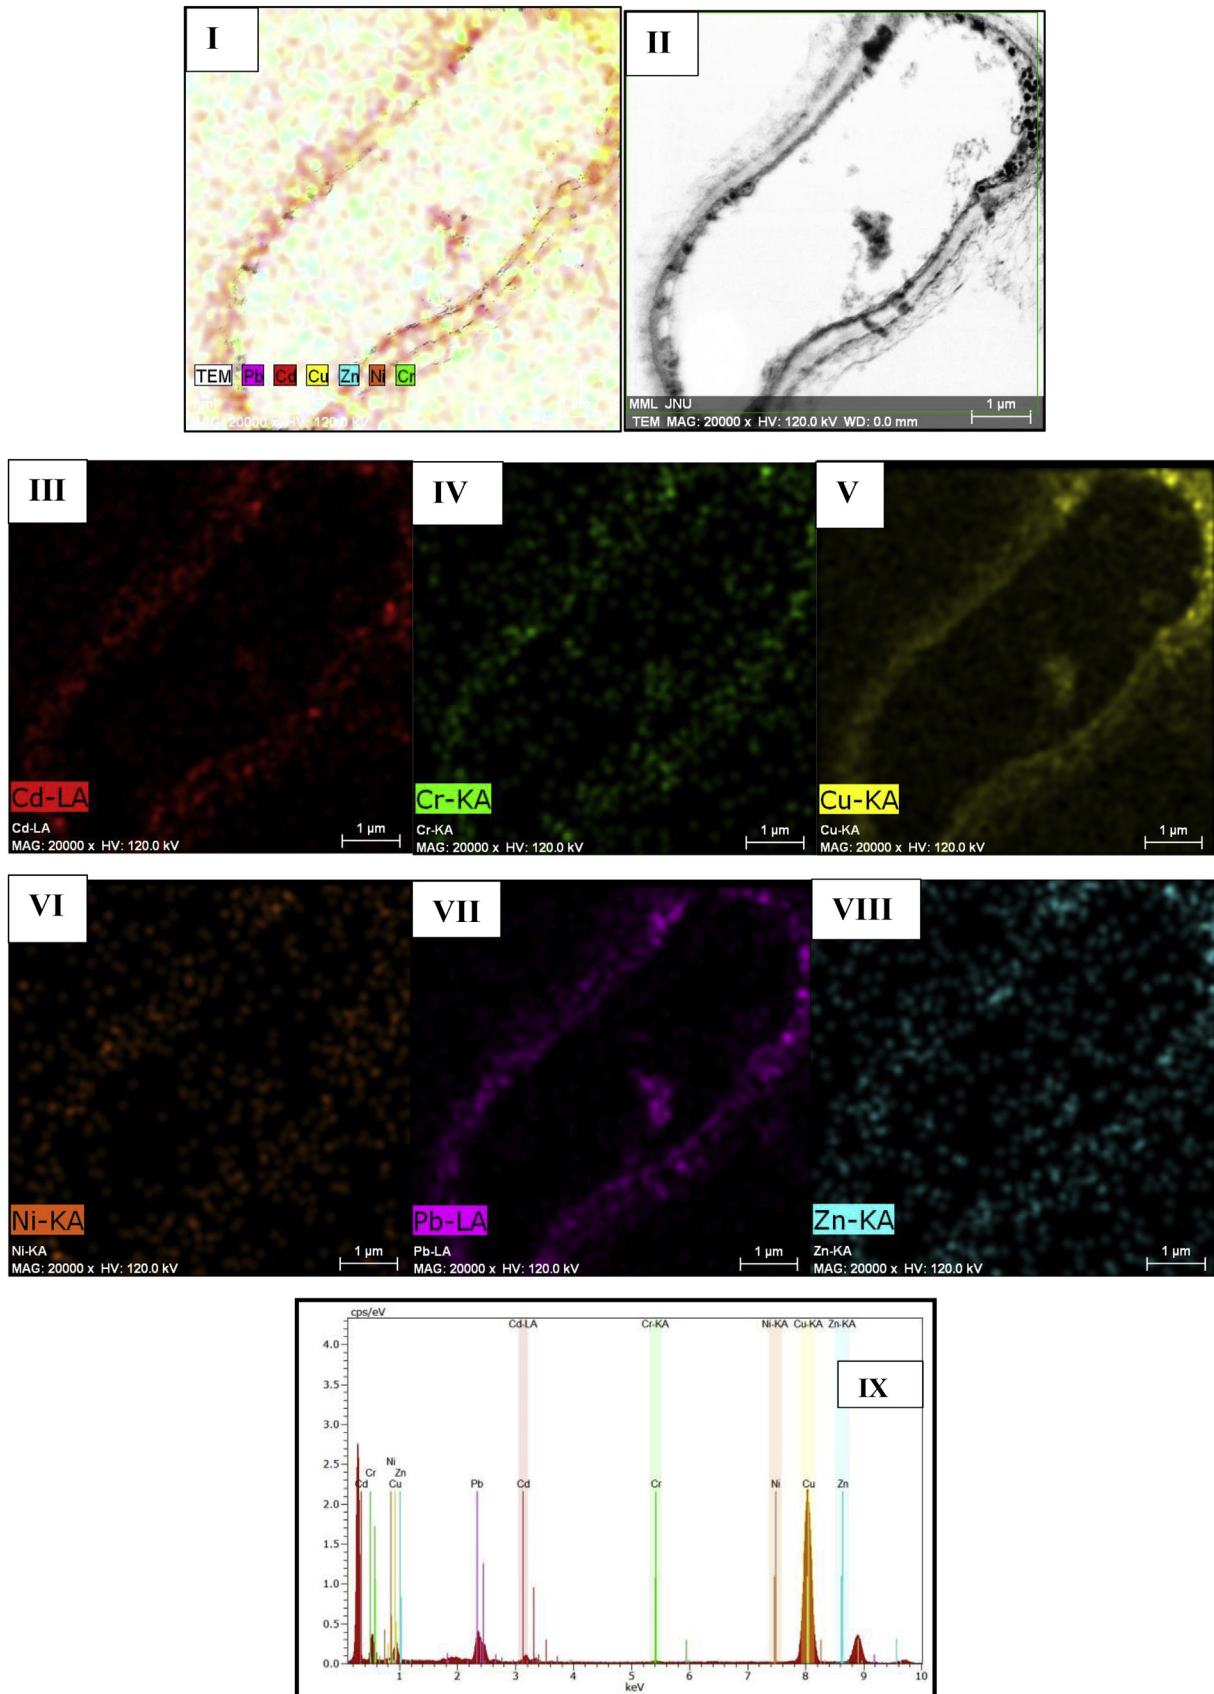 I
TEM Pb Cd Cu Zn Ni Cr
MAG: 20000 x HV: 120.0 kV
II
MML JNU 1 µm
TEM MAG: 20000 x HV: 120.0 kV WD: 0.0 mm
III
Cd-LA
Cd-LA 1 µm
MAG: 20000 x HV: 120.0 kV
IV
Cr-KA
Cr-KA 1 µm
MAG: 20000 x HV: 120.0 kV
V
Cu-KA
Cu-KA 1 µm
MAG: 20000 x HV: 120.0 kV
VI
Ni-KA
Ni-KA 1 µm
MAG: 20000 x HV: 120.0 kV
VII
Pb-LA
Pb-LA 1 µm
MAG: 20000 x HV: 120.0 kV
VIII
Zn-KA
Zn-KA 1 µm
MAG: 20000 x HV: 120.0 kV
cps/eV
Cd-LA Cr-KA Ni-KA Cu-KA Zn-KA
IX
4.0
3.5
3.0
2.5
Ni
Cr Zn
Cd Cu Pb Cd Cr Ni Cu Zn
2.0
1.5
1.0
0.5
0.0
1 2 3 4 5 6 7 8 9 10
keV